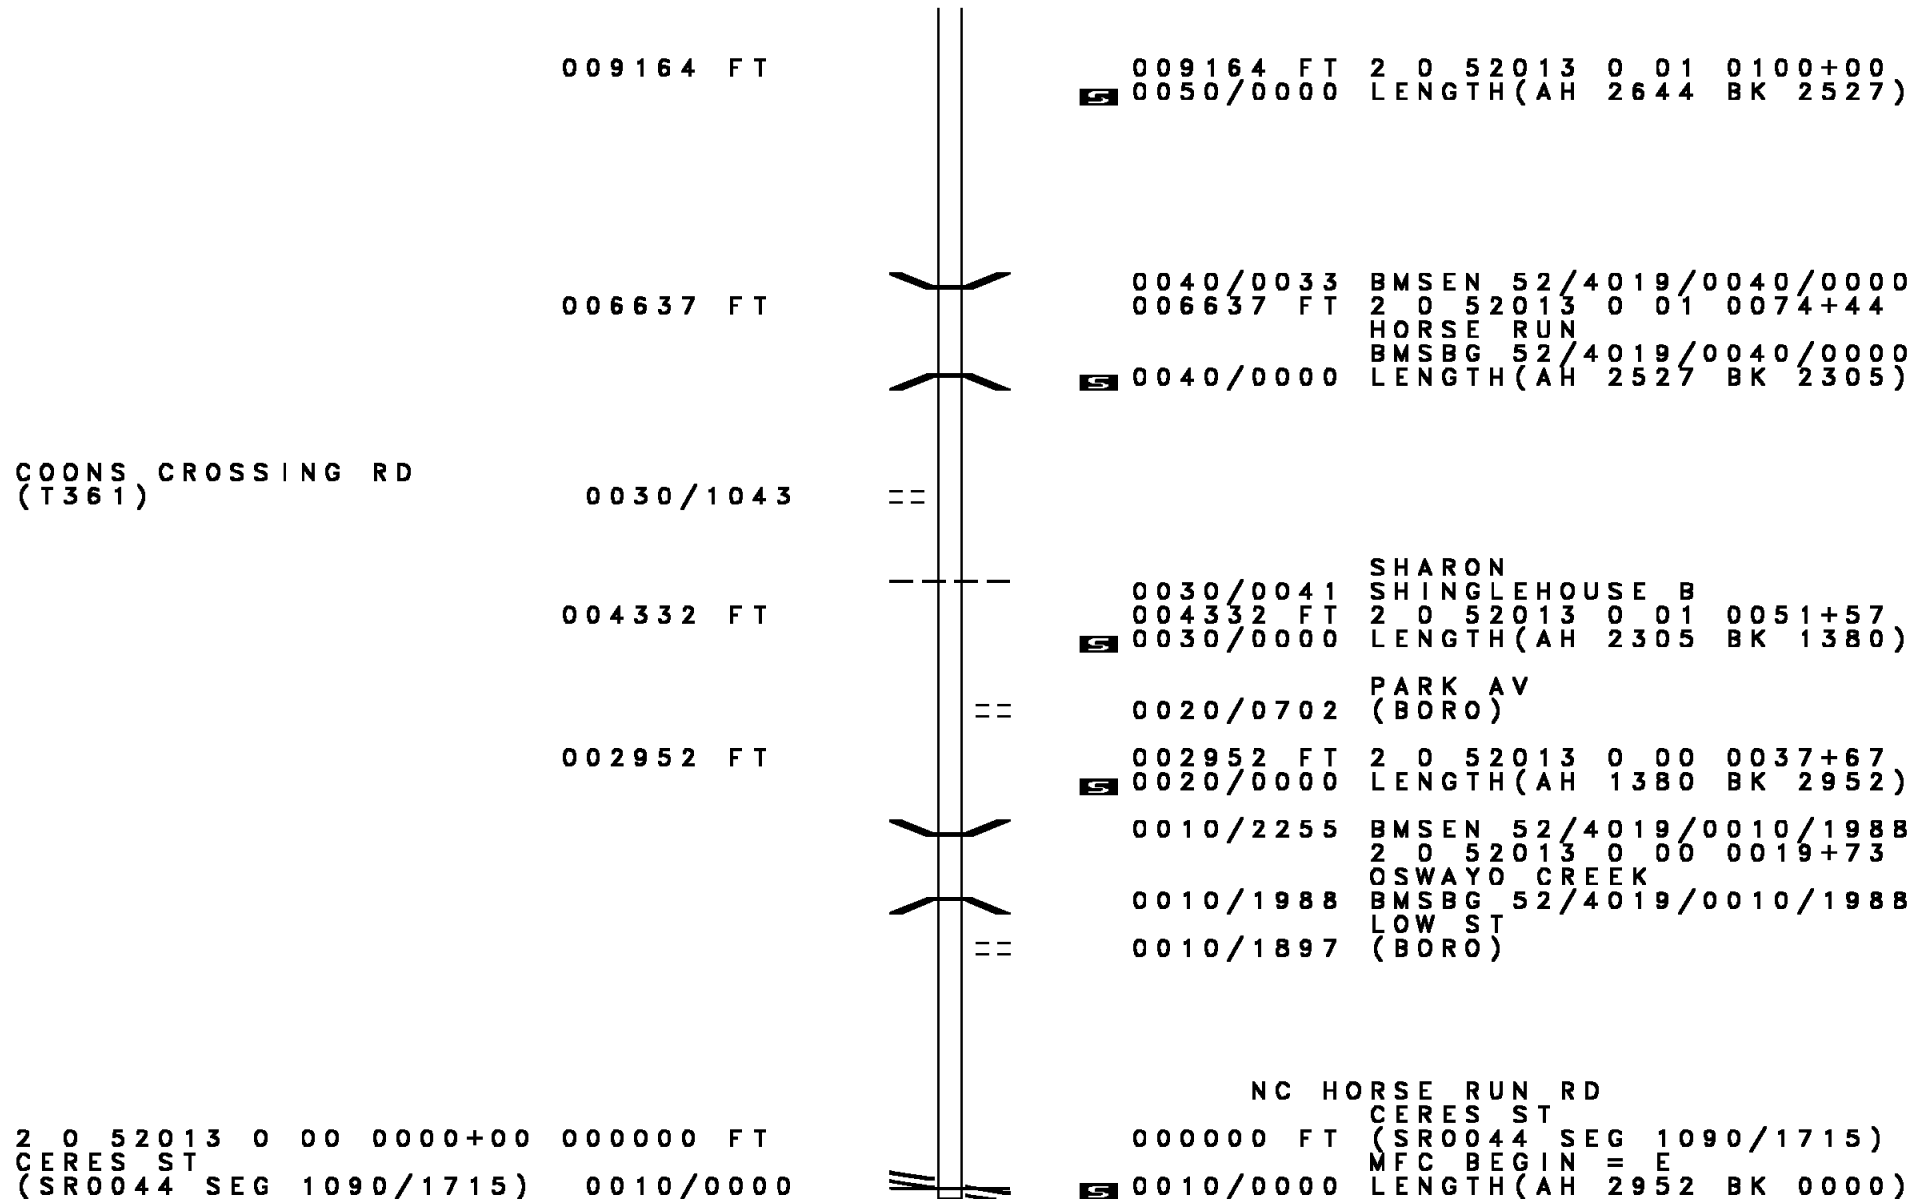 009164 FT 009164 FT 2 0 52013 0 01 0100+00
S 0050/0000 LENGTH(AH 2644 BK 2527)
0040/0033 BMSEN 52/4019/0040/0000
006637 FT 006637 FT 2 0 52013 0 01 0074+44
HORSE RUN
BMSBG 52/4019/0040/0000
S 0040/0000 LENGTH(AH 2527 BK 2305)
COONS CROSSING RD
(T361) 0030/1043
SHARON
0030/0041 SHINGLEHOUSE B
004332 FT 004332 FT 2 0 52013 0 01 0051+57
S 0030/0000 LENGTH(AH 2305 BK 1380)
PARK AV
0020/0702 (BORO)
002952 FT 002952 FT 2 0 52013 0 00 0037+67
S 0020/0000 LENGTH(AH 1380 BK 2952)
0010/2255 BMSEN 52/4019/0010/1988
2 0 52013 0 00 0019+73
OSWAYO CREEK
0010/1988 BMSBG 52/4019/0010/1988
LOW ST
0010/1897 (BORO)
NC HORSE RUN RD
CERES ST
2 0 52013 0 00 0000+00 000000 FT 000000 FT (SR0044 SEG 1090/1715)
CERES ST MFC BEGIN = E
(SR0044 SEG 1090/1715) 0010/0000 S 0010/0000 LENGTH(AH 2952 BK 0000)